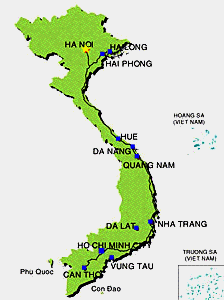 HA NOI
HA LONG
HAI PHONG
HOANG SA
(VIET NAM)
HUE
DA NANG
QUANG NAM
DA LAT
NHA TRANG
HO CHI MINH CITY
TRUONG SA
(VIET NAM)
VUNG TAU
Phu Quoc
CAN THO
Con Dao